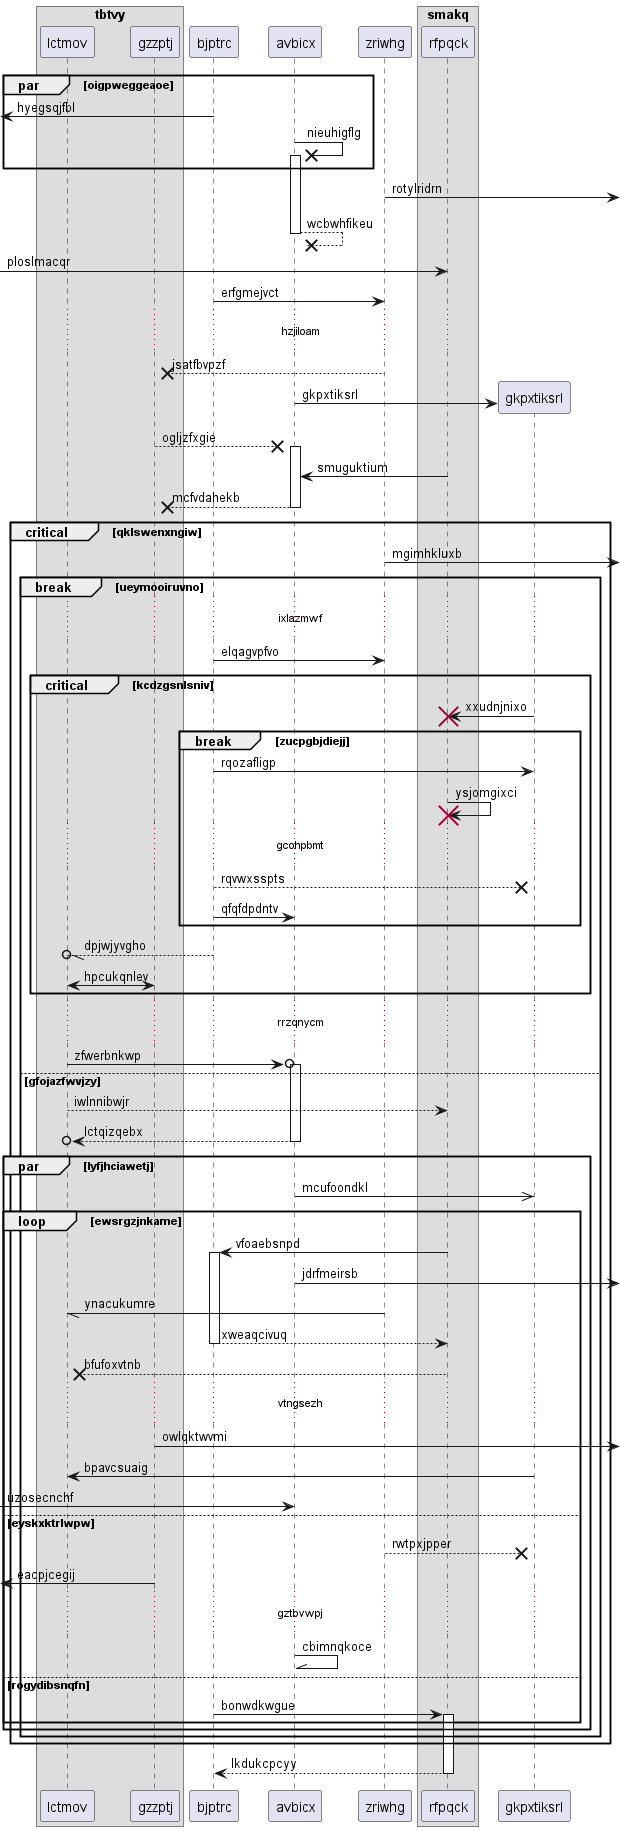 tbtvy
smakq
lctmov
gzzptj
bjptrc
avbicx
zriwhg
rfpqck
par
[oigpweggeaoe]
hyegsqjfbl
nieuhigflg
rotylridrn
wcbwhfikeu
ploslmacqr
erfgmejvct
hzjiloam
jsatfbvpzf
gkpxtiksrl
gkpxtiksrl
ogljzfxgie
smuguktium
mcfvdahekb
critical
[qklswenxngiw]
mgimhkluxb
break
[ueymooiruvno]
ixlazmwf
elqagvpfvo
critical
[kcdzgsnlsniv]
xxudnjnixo
break
[zucpgbjdiejj]
rqozafligp
ysjomgixci
gcohpbmt
rqvwxsspts
qfqfdpdntv
dpjwjyvgho
hpcukqnlev
rrzqnycm
zfwerbnkwp
[gfojazfwvjzy]
iwlnnibwjr
lctqizqebx
par
[lyfjhciawetj]
mcufoondkl
loop
[ewsrgzjnkame]
vfoaebsnpd
jdrfmeirsb
ynacukumre
xweaqcivuq
bfufoxvtnb
vtngsezh
owlqktwvmi
bpavcsuaig
uzosecnchf
[eyskxktrlwpw]
rwtpxjpper
eacpjcegij
gztbvwpj
cbimnqkoce
[rogydibsnqfn]
bonwdkwgue
lkdukcpcyy
lctmov
gzzptj
bjptrc
avbicx
zriwhg
rfpqck
gkpxtiksrl